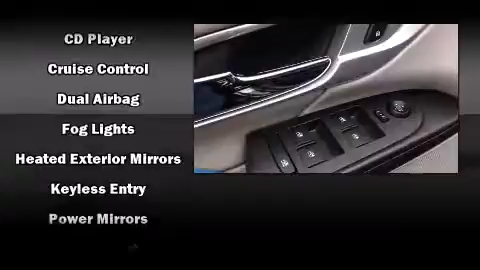 CD Player
Cruise Control
Dual Airbag
Fog Lights
Heated Exterior Mirrors
Keyless Entry
Power Mirrors